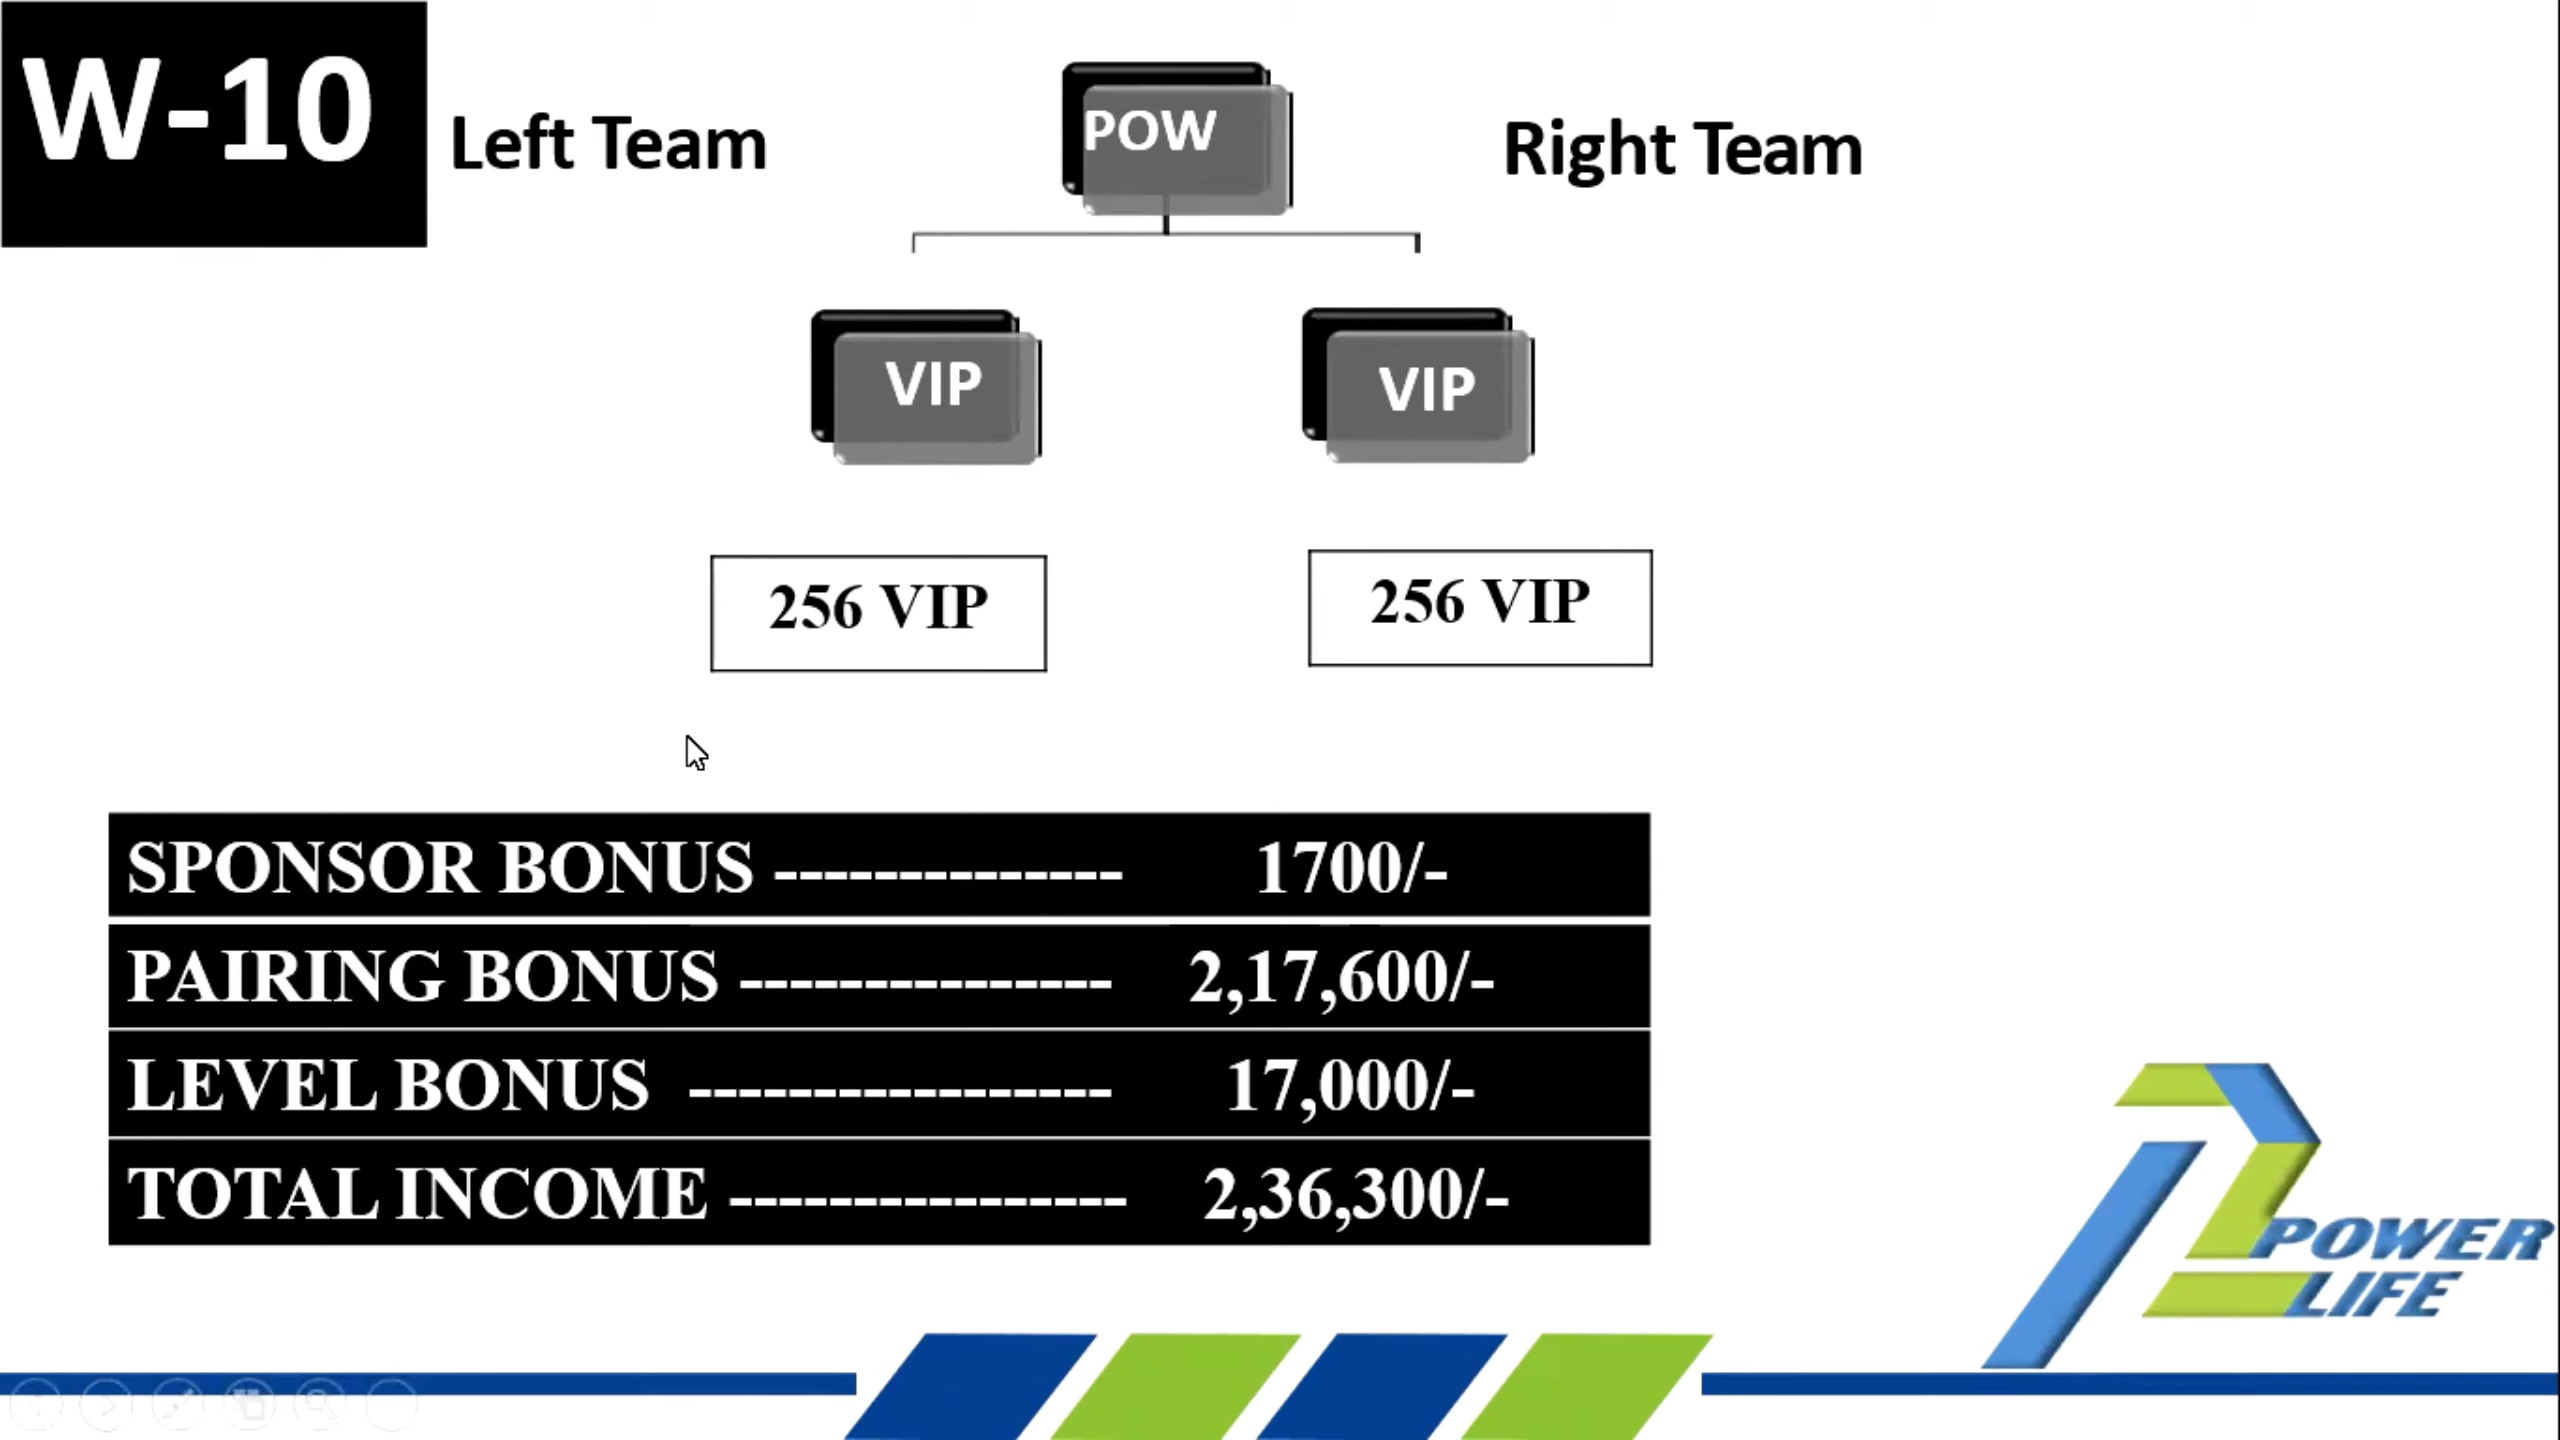 W-10
Left Team
POW
Right Team
VIP
VIP
256 VIP
256 VIP
SPONSOR BONUS -------------- 1700/-
PAIRING BONUS --------------- 2,17,600/-
LEVEL BONUS ----------------- 17,000/-
TOTAL INCOME ---------------- 2,36,300/-
POWER
LIFE